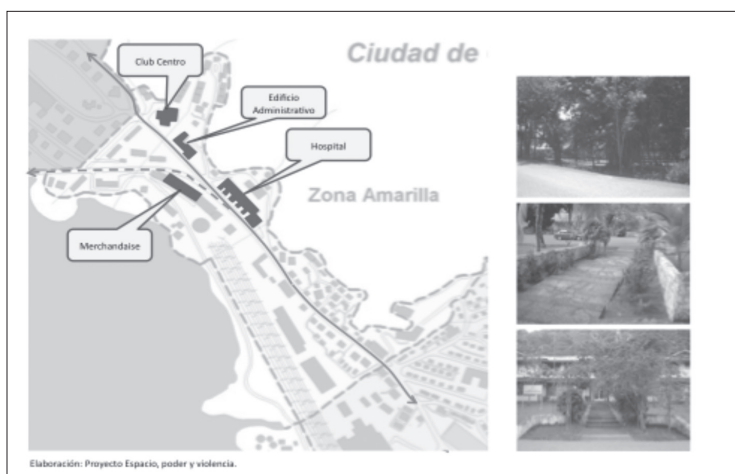 Ciudad de
Club Centro
Edificio
Administrativo
Hospital
Zona Amarilla
Merchandaise
Elaboración: Proyecto Espacio, poder y violencia.